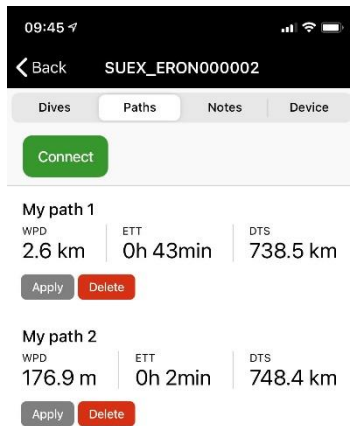 09:45
Back SUEX_ERON000002
Dives Paths Notes Device
Connect
My path 1
WPD ETT DTS
2.6 km 0h 43min 738.5 km
Apply Delete
My path 2
WPD ETT DTS
176.9 m 0h 2min 748.4 km
Apply Delete